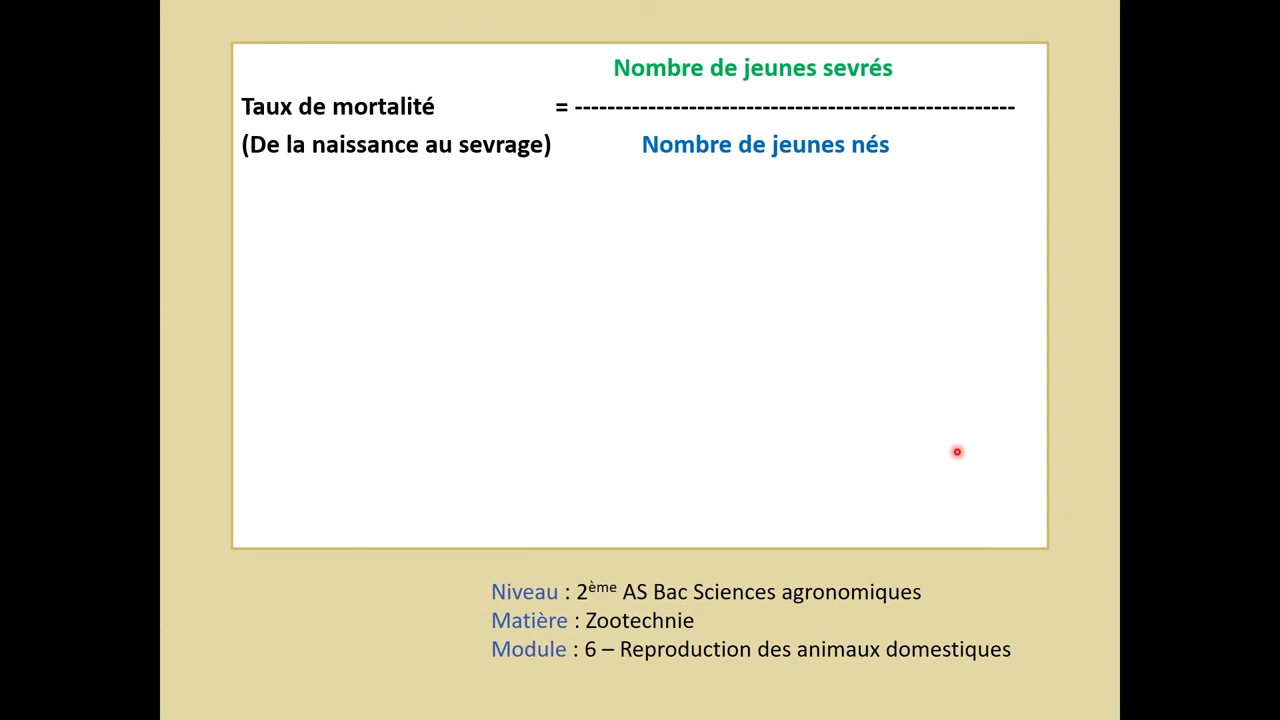 Nombre de jeunes sevrés
Taux de mortalité = ------------------------------------------------------
(De la naissance au sevrage) Nombre de jeunes nés
Niveau : 2ème AS Bac Sciences agronomiques
Matière : Zootechnie
Module : 6 – Reproduction des animaux domestiques